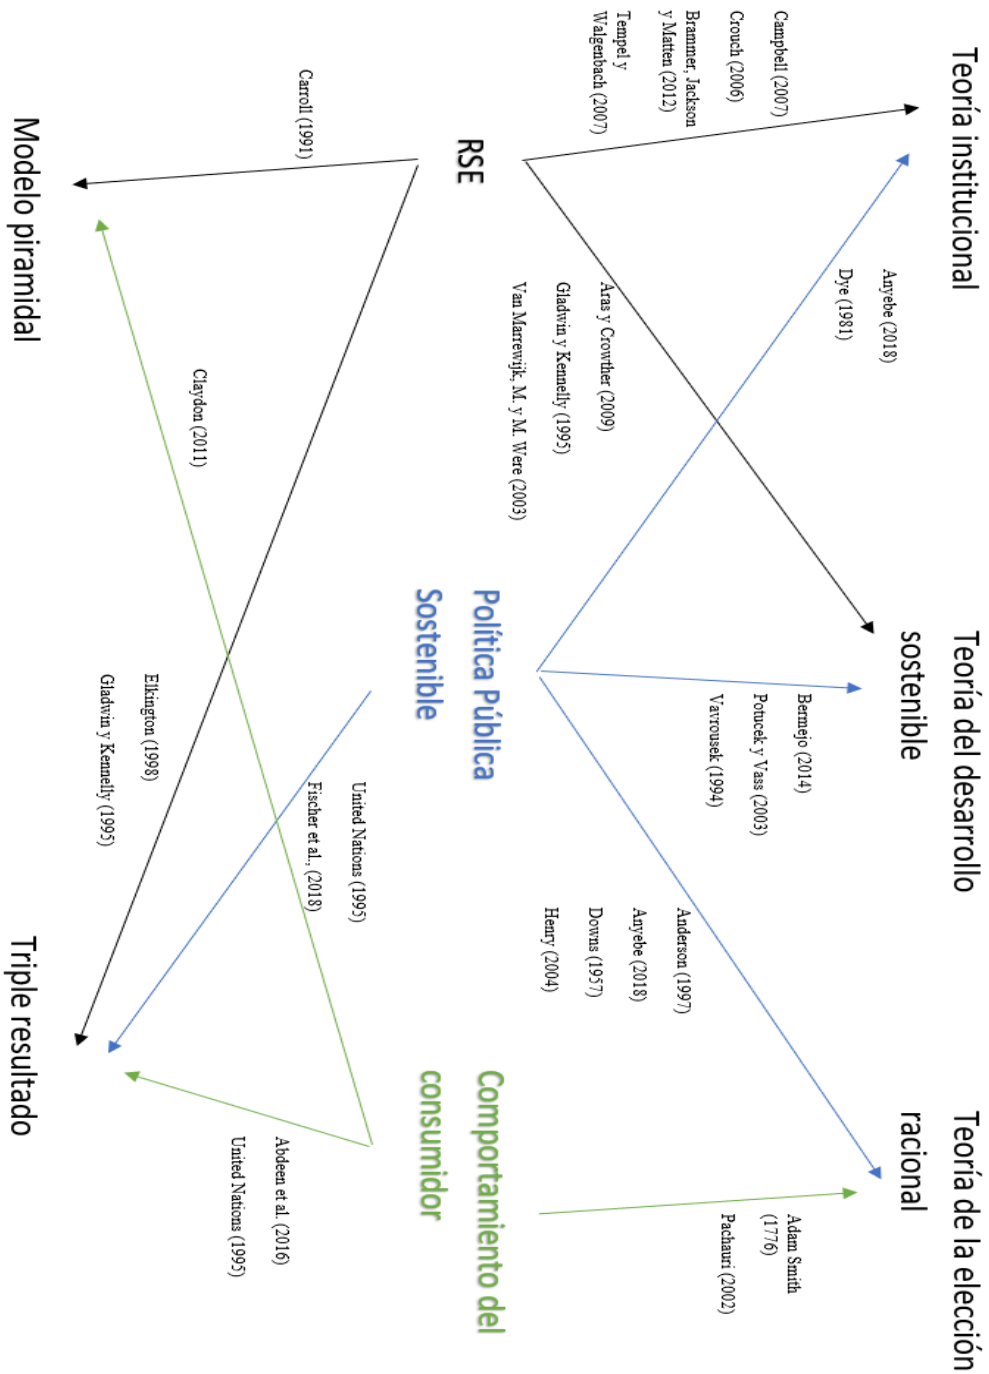 Teoría institucional
Teoría del desarrollo
sostenible
Teoría de la elección
racional
Campbell (2007)
Crouch (2006)
Brammer, Jackson
y Matten (2012)
Tempel y
Walgenbach (2007)
Anyebe (2018)
Dye (1981)
Aras y Crowther (2009)
Gladwin y Kennelly (1995)
Van Marrewijk, M. y M. Were (2003)
Bermejo (2014)
Potucek y Vass (2003)
Vavrousek (1994)
Anderson (1997)
Anyebe (2018)
Downs (1957)
Henry (2004)
Adam Smith
(1776)
Pachauri (2002)
RSE
Política Pública
Sostenible
Comportamiento del
consumidor
Carroll (1991)
Claydon (2011)
Elkington (1998)
Gladwin y Kennelly (1995)
United Nations (1995)
Fischer et al., (2018)
Abdeen et al. (2016)
United Nations (1995)
Modelo piramidal
Triple resultado